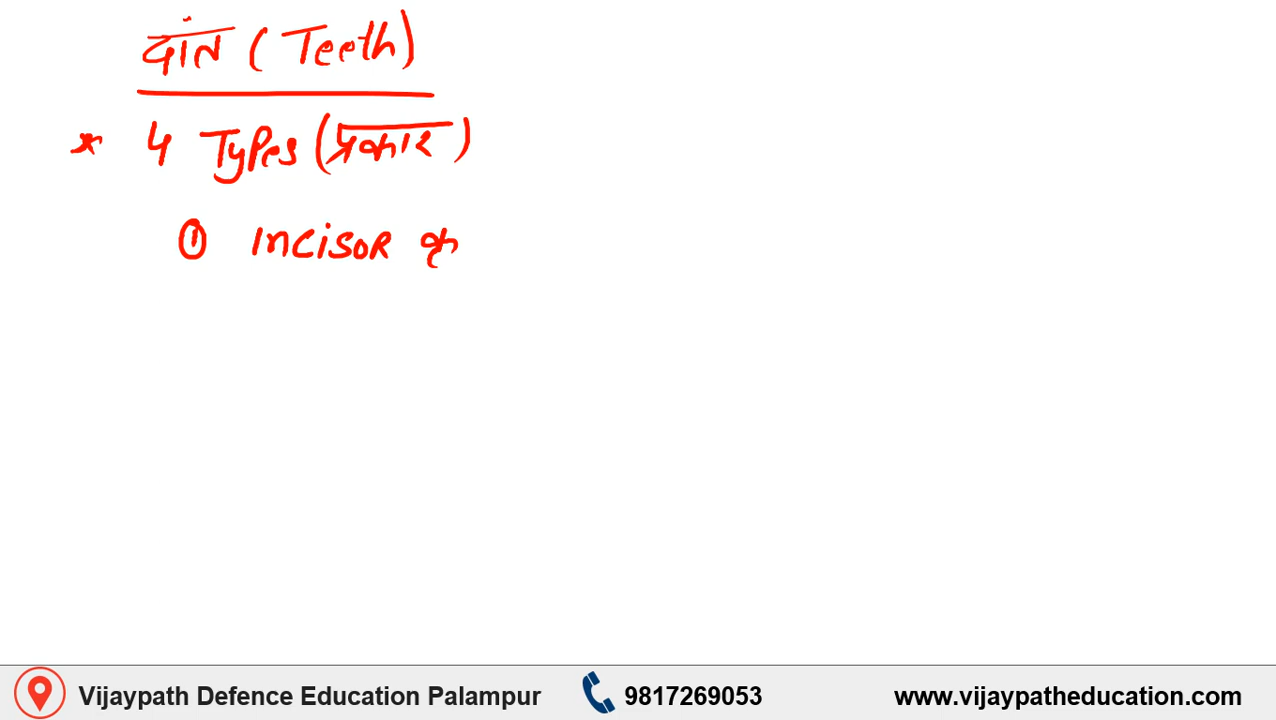 दांत (Teeth)
* 4 Types (प्रकार)
① Incisor कृ
Vijaypath Defence Education Palampur 9817269053 www.vijaypatheducation.com